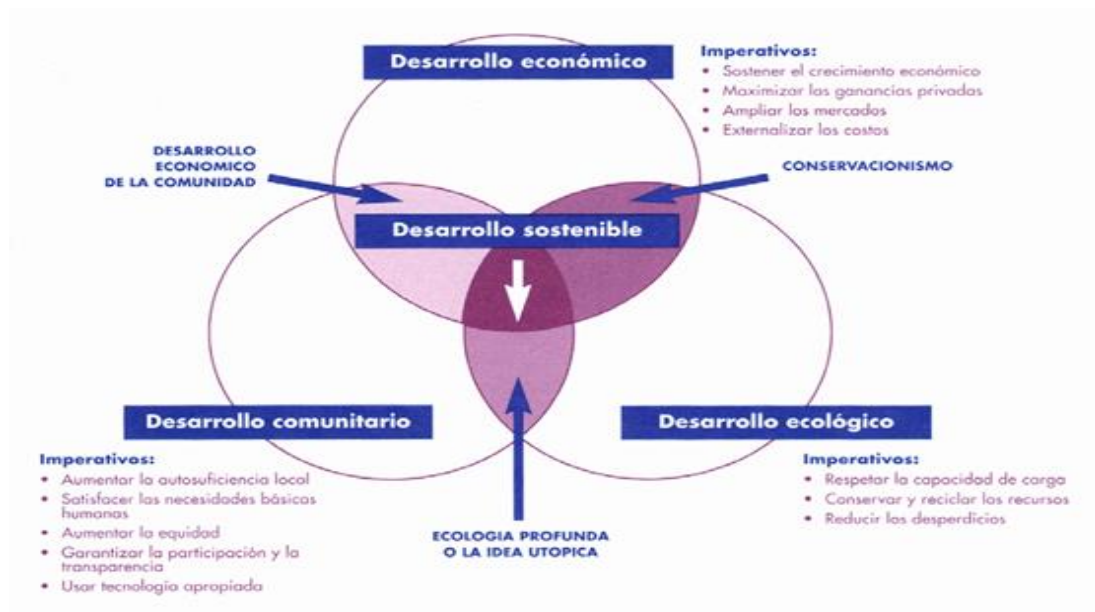 Desarrollo económico
Imperativos:
• Sostener el crecimiento económico
• Maximizar las ganancias privadas
• Ampliar los mercados
• Externalizar los costos
DESARROLLO
ECONOMICO
DE LA COMUNIDAD
CONSERVACIONISMO
Desarrollo sostenible
Desarrollo comunitario
Imperativos:
• Aumentar la autosuficiencia local
• Satisfacer las necesidades básicas
humanas
• Aumentar la equidad
• Garantizar la participación y la
transparencia
• Usar tecnología apropiada
Desarrollo ecológico
Imperativos:
• Respetar la capacidad de carga
• Conservar y reciclar los recursos
• Reducir los desperdicios
ECOLOGIA PROFUNDA
O LA IDEA UTOPICA